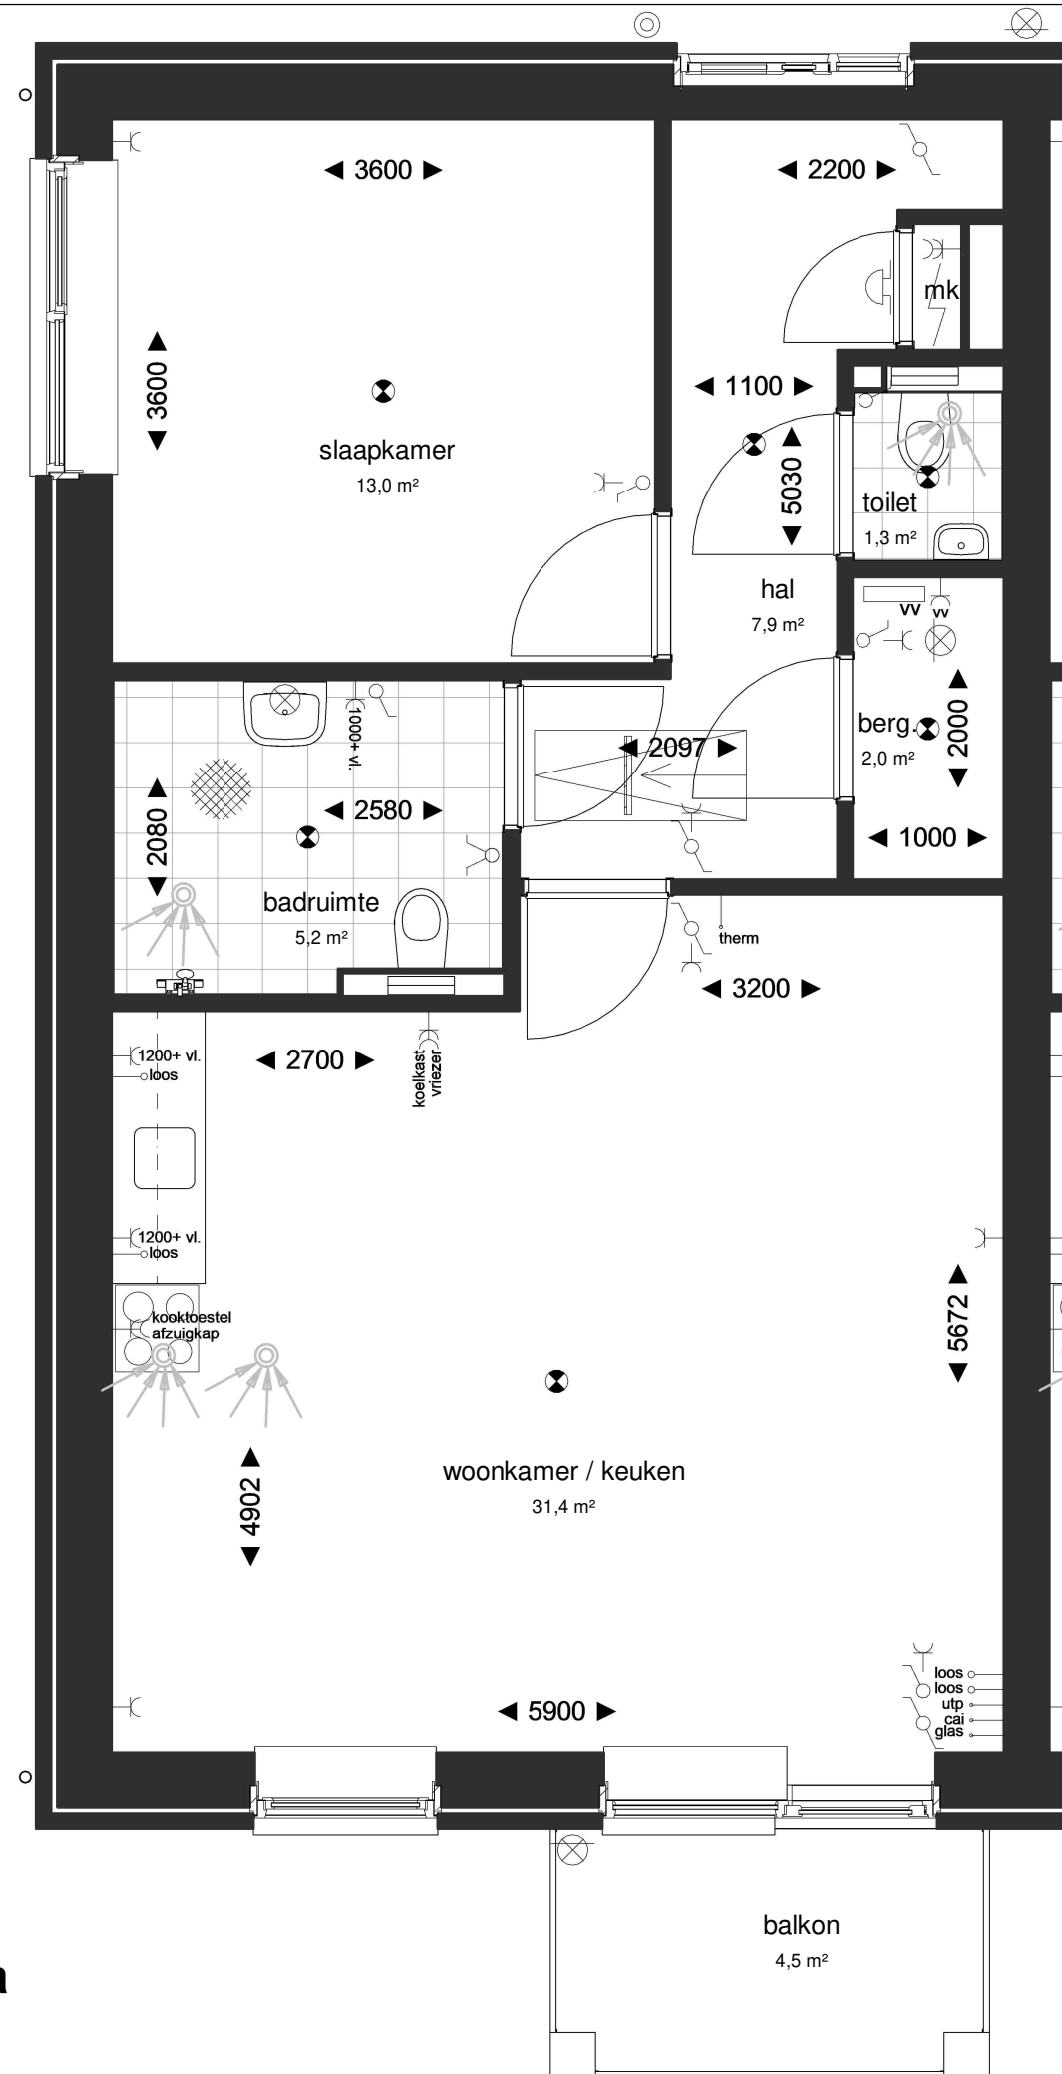 3600
2200
mk
3600
1100
slaapkamer
13,0 m²
5030
toilet
1,3 m²
hal
7,9 m²
vv
vv
1000+ vl.
2097
berg.
2,0 m²
2000
2580
2080
1000
badruimte
5,2 m²
therm
3200
1200+ vl.
loos
2700
koelkast
vriezer
1200+ vl.
loos
kooktoestel
afzuigkap
5672
woonkamer / keuken
31,4 m²
4902
loos
loos
utp
cai
glas
5900
balkon
4,5 m²
a